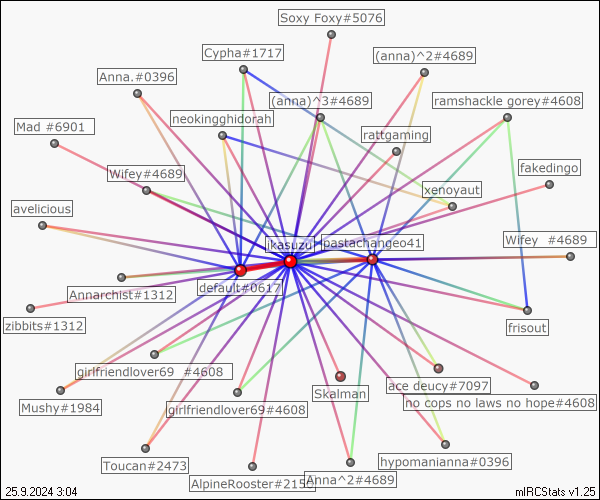 Soxy Foxy#5076
Cypha#1717
(anna)^2#4689
Anna.#0396
(anna)^3#4689
ramshackle gorey#4608
neokingghidorah
Mad #6901
rattgaming
Wifey#4689
fakedingo
xenoyaut
avelicious
ikasuzu
pastachangeo41
Wifey #4689
default#0617
Annarchist#1312
zibbits#1312
frisout
girlfriendlover69 #4608
Skalman
ace deucy#7097
Mushy#1984
girlfriendlover69#4608
no cops no laws no hope#4608
Toucan#2473
hypomanianna#0396
AlpineRooster#2150
Anna^2#4689
25.9.2024 3:04
mIRCStats v1.25